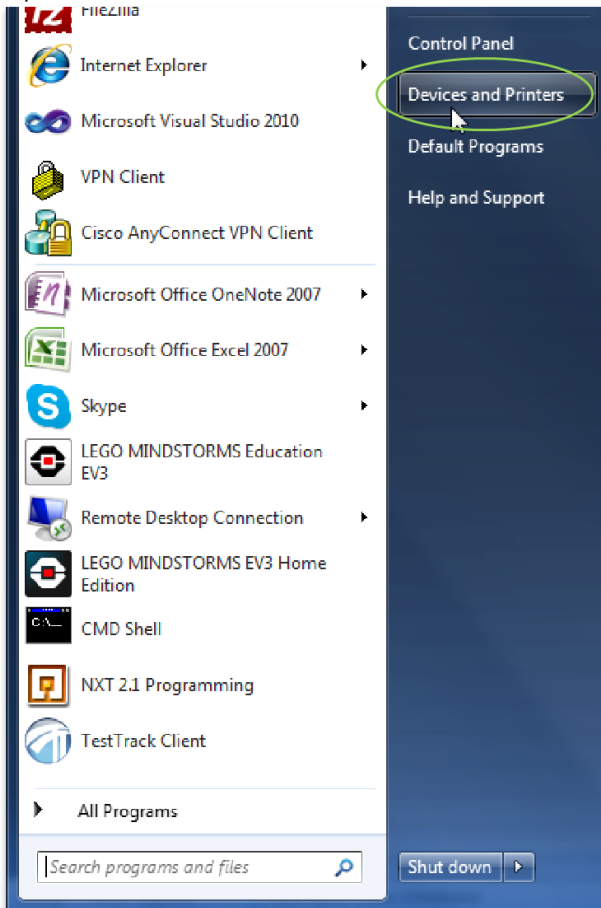 FileZilla
Internet Explorer
Microsoft Visual Studio 2010
VPN Client
Cisco AnyConnect VPN Client
Microsoft Office OneNote 2007
Microsoft Office Excel 2007
Skype
LEGO MINDSTORMS Education
EV3
Remote Desktop Connection
LEGO MINDSTORMS EV3 Home
Edition
CMD Shell
NXT 2.1 Programming
TestTrack Client
All Programs
Search programs and files
Control Panel
Devices and Printers
Default Programs
Help and Support
Shut down